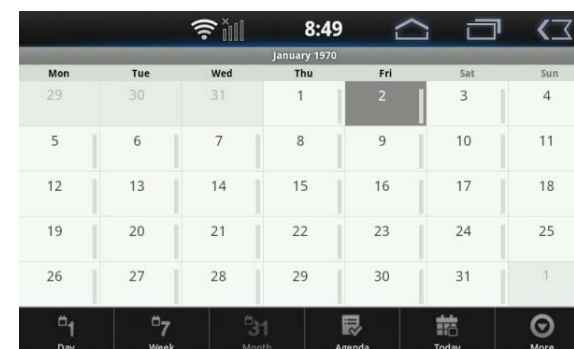 8:49
January 1970
Mon Tue Wed Thu Fri Sat Sun
29 30 31 1 2 3 4
5 6 7 8 9 10 11
12 13 14 15 16 17 18
19 20 21 22 23 24 25
26 27 28 29 30 31 1
1 7 31
Day Week Month Agenda Today More